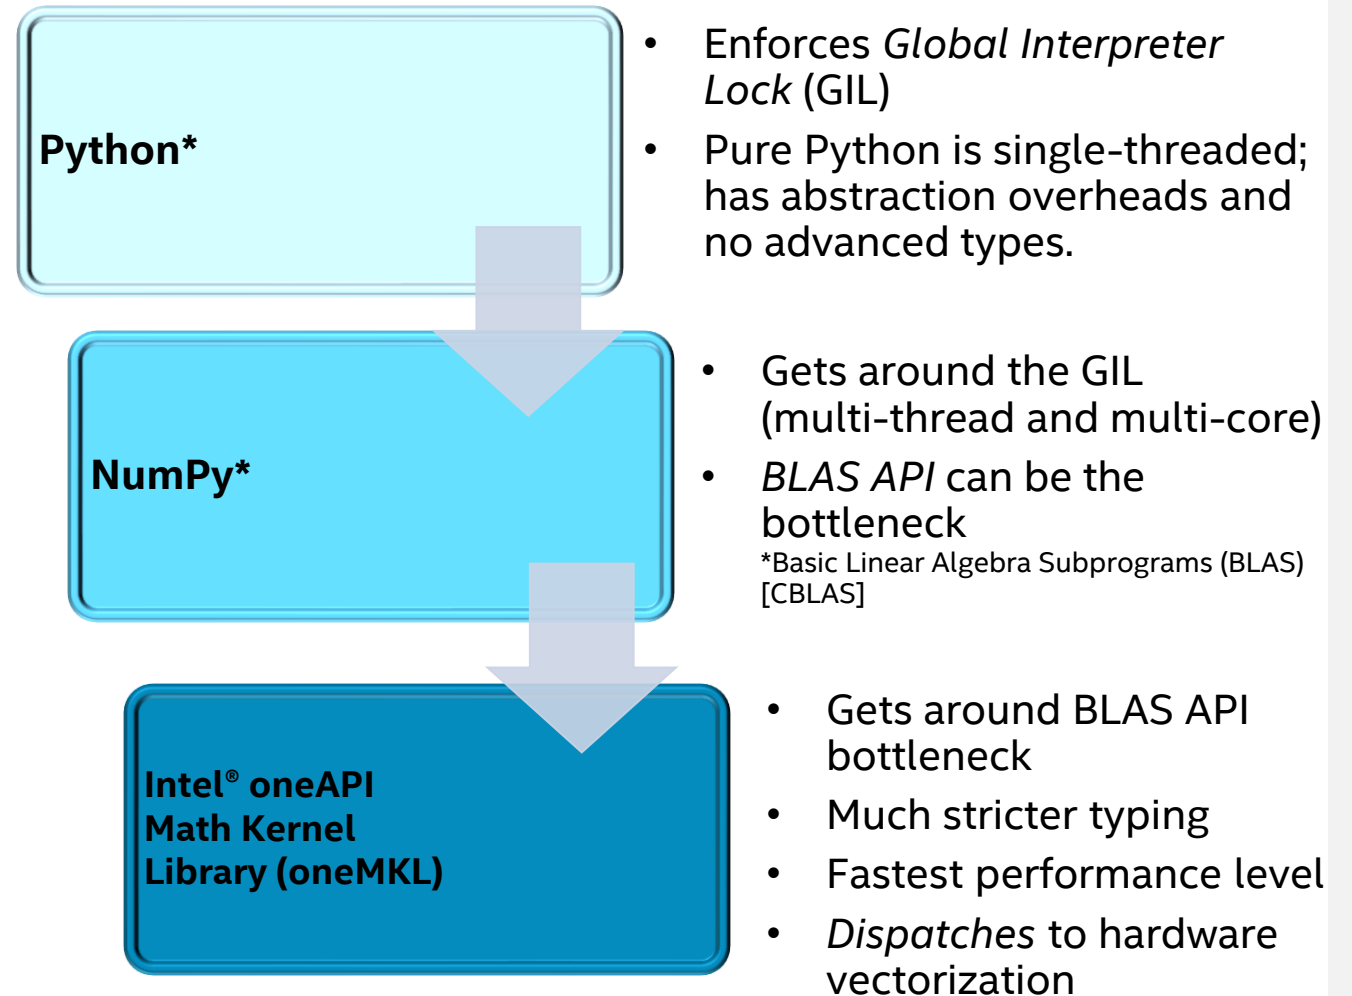 Python*
• Enforces Global Interpreter
Lock (GIL)
• Pure Python is single-threaded;
has abstraction overheads and
no advanced types.
NumPy*
• Gets around the GIL
(multi-thread and multi-core)
• BLAS API can be the
bottleneck
*Basic Linear Algebra Subprograms (BLAS)
[CBLAS]
Intel® oneAPI
Math Kernel
Library (oneMKL)
• Gets around BLAS API
bottleneck
• Much stricter typing
• Fastest performance level
• Dispatches to hardware
vectorization